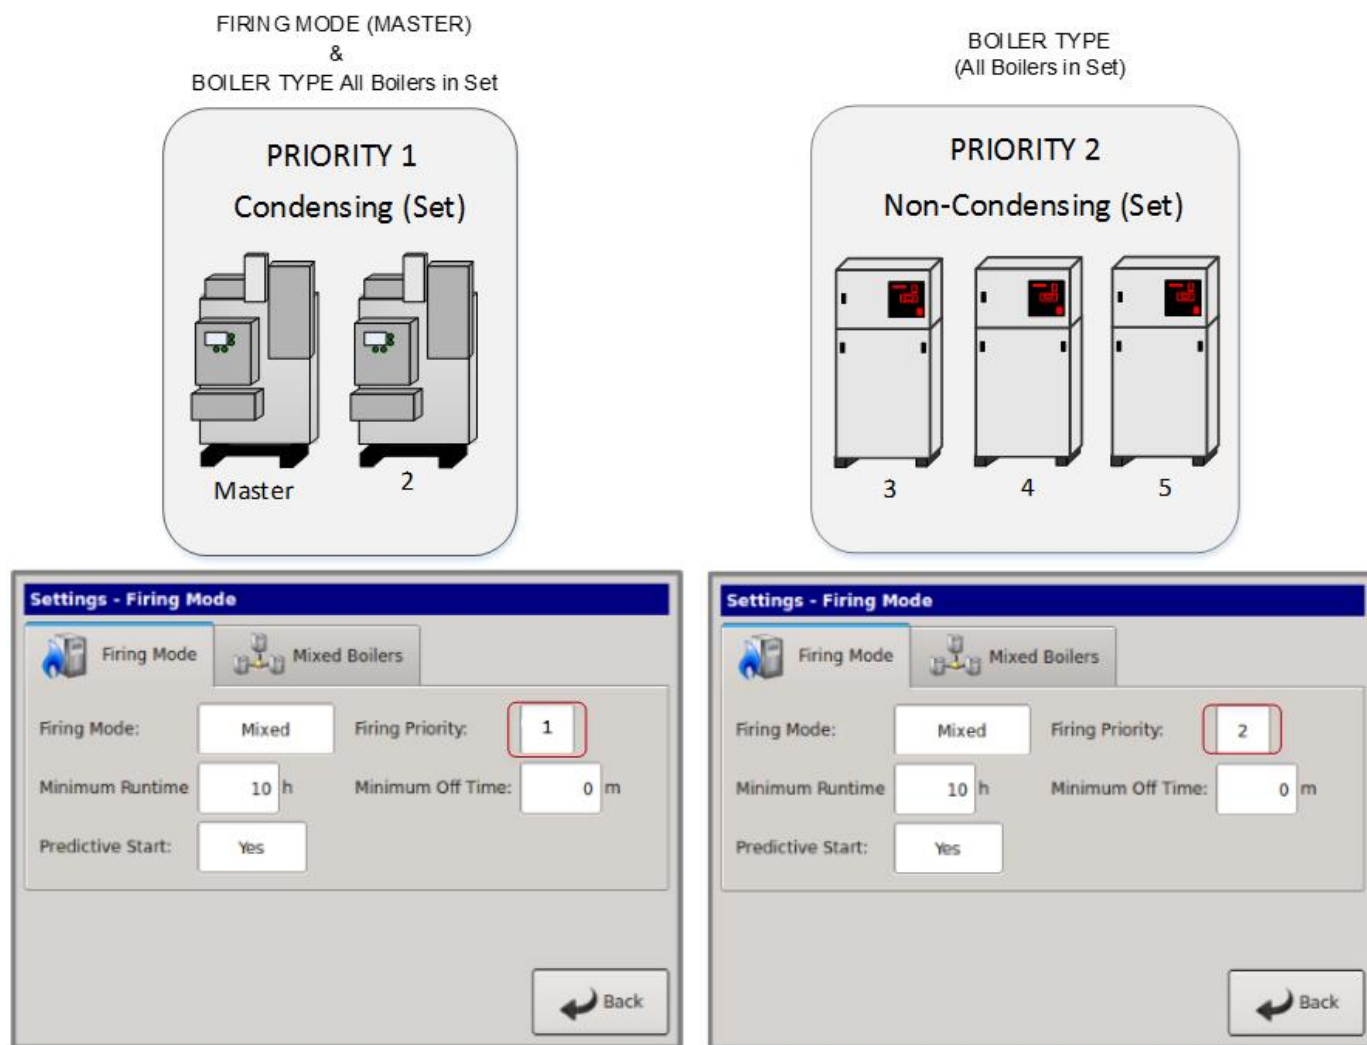 FIRING MODE (MASTER)
&
BOILER TYPE All Boilers in Set
PRIORITY 1
Condensing (Set)
Master
2
BOILER TYPE
(All Boilers in Set)
PRIORITY 2
Non-Condensing (Set)
3 4 5
Settings - Firing Mode
Firing Mode Mixed Boilers
Firing Mode: Mixed Firing Priority: 1
Minimum Runtime 10 h Minimum Off Time: 0 m
Predictive Start: Yes
Back
Settings - Firing Mode
Firing Mode Mixed Boilers
Firing Mode: Mixed Firing Priority: 2
Minimum Runtime 10 h Minimum Off Time: 0 m
Predictive Start: Yes
Back